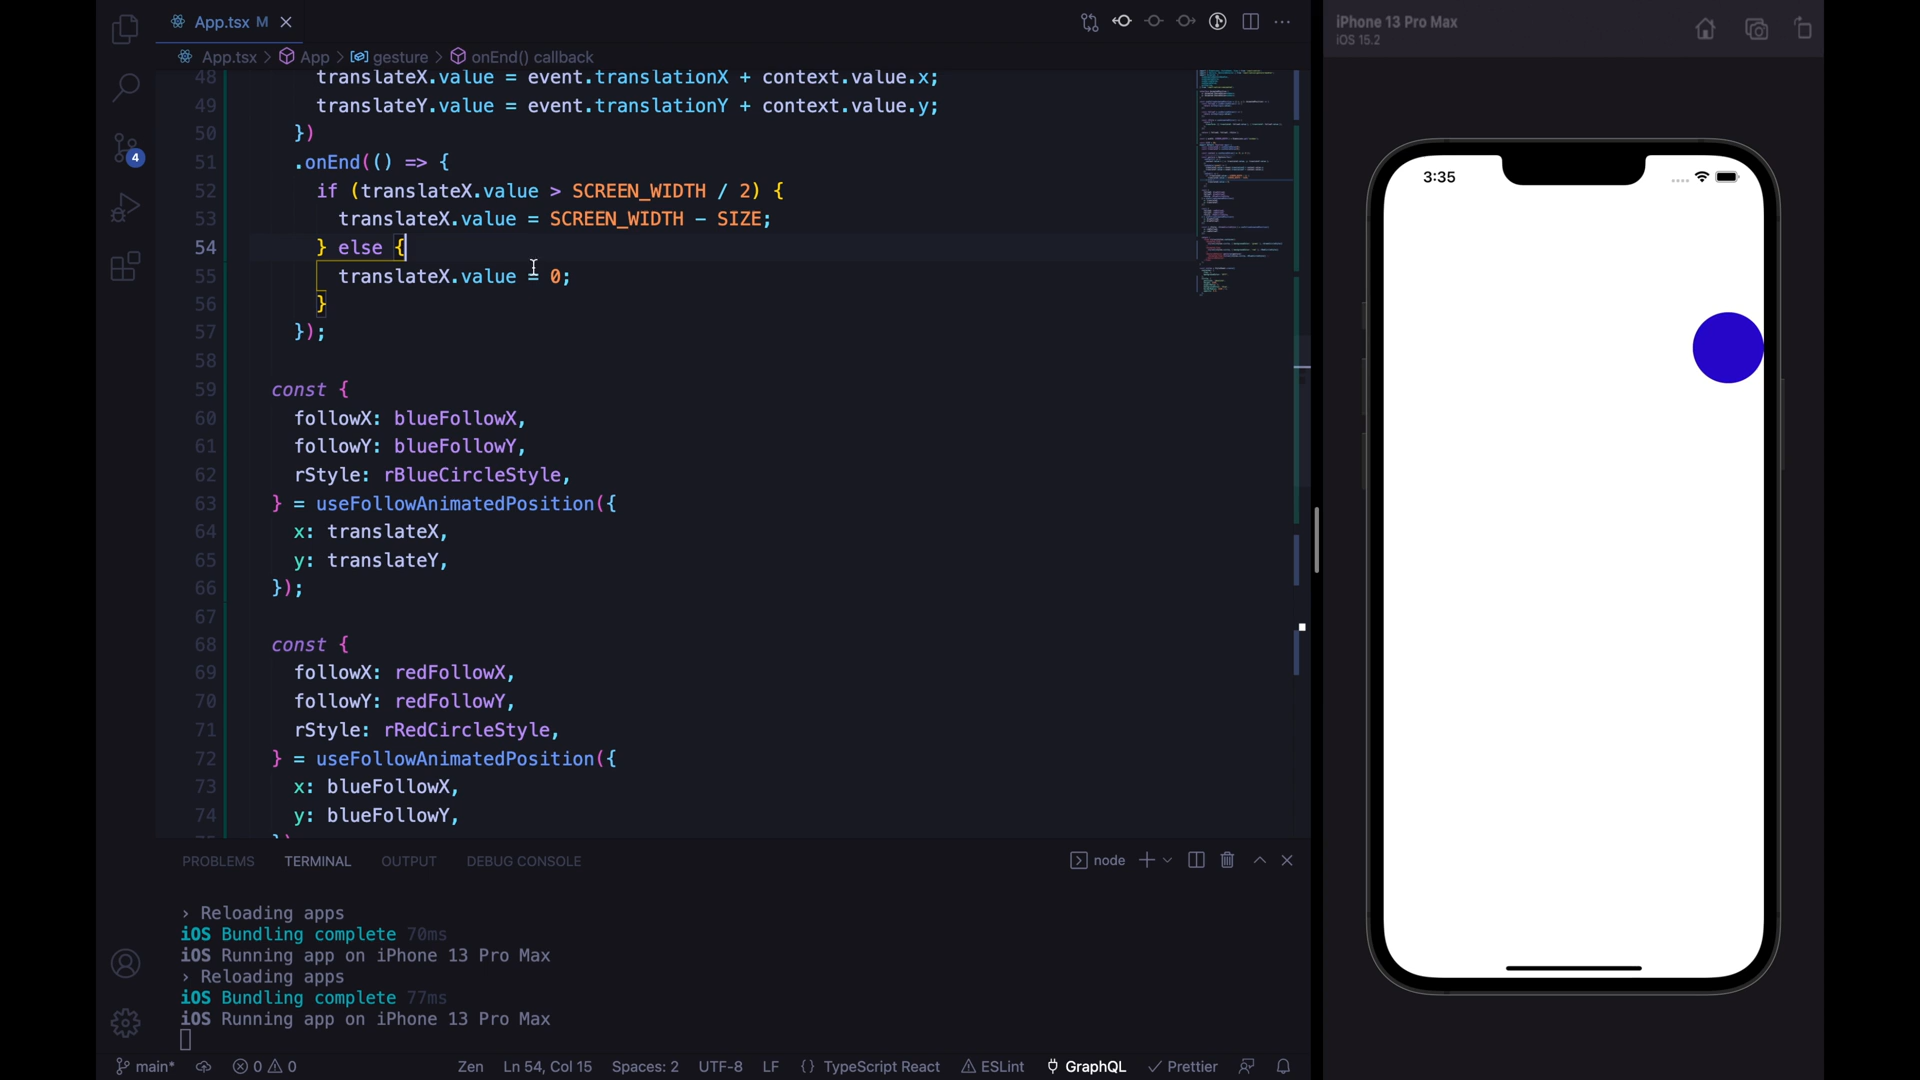 App.tsx M
App.tsx > App > gesture > onEnd() callback
48 translateX.value = event.translationX + context.value.x;
49 translateY.value = event.translationY + context.value.y;
50 })
51 .onEnd(() => {
52 if (translateX.value > SCREEN_WIDTH / 2) {
53 translateX.value = SCREEN_WIDTH - SIZE;
54 } else {
55 translateX.value = 0;
56 }
57 });
58
59 const {
60 followX: blueFollowX,
61 followY: blueFollowY,
62 rStyle: rBlueCircleStyle,
63 } = useFollowAnimatedPosition({
64 x: translateX,
65 y: translateY,
66 });
67
68 const {
69 followX: redFollowX,
70 followY: redFollowY,
71 rStyle: rRedCircleStyle,
72 } = useFollowAnimatedPosition({
73 x: blueFollowX,
74 y: blueFollowY,
PROBLEMS TERMINAL OUTPUT DEBUG CONSOLE
node
› Reloading apps
iOS Bundling complete 70ms
iOS Running app on iPhone 13 Pro Max
› Reloading apps
iOS Bundling complete 77ms
iOS Running app on iPhone 13 Pro Max
4
main* 0 0 Zen Ln 54, Col 15 Spaces: 2 UTF-8 LF {} TypeScript React ESLint GraphQL Prettier
iPhone 13 Pro Max
iOS 15.2
3:35